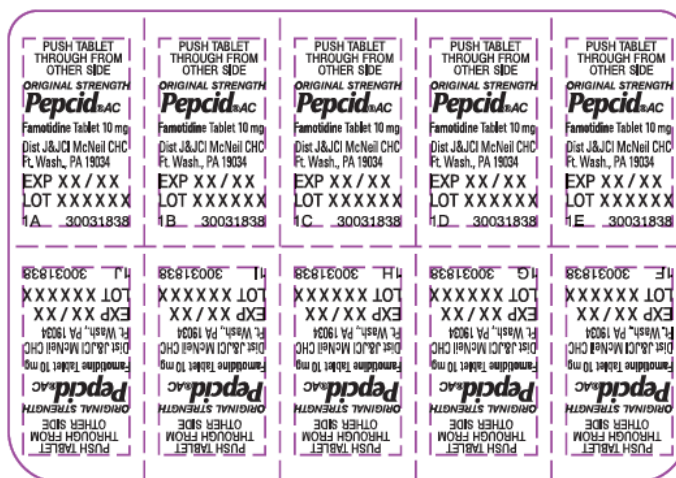 PUSH TABLET
THROUGH FROM
OTHER SIDE
ORIGINAL STRENGTH
Pepcid®AC
Famotidine Tablet 10 mg
Dist J&JCI McNeil CHC
Ft. Wash., PA 19034
EXP XX/XX
LOT XXXXXX
1A 30031838
PUSH TABLET
THROUGH FROM
OTHER SIDE
ORIGINAL STRENGTH
Pepcid®AC
Famotidine Tablet 10 mg
Dist J&JCI McNeil CHC
Ft. Wash., PA 19034
EXP XX/XX
LOT XXXXXX
1B 30031838
PUSH TABLET
THROUGH FROM
OTHER SIDE
ORIGINAL STRENGTH
Pepcid®AC
Famotidine Tablet 10 mg
Dist J&JCI McNeil CHC
Ft. Wash., PA 19034
EXP XX/XX
LOT XXXXXX
1C 30031838
PUSH TABLET
THROUGH FROM
OTHER SIDE
ORIGINAL STRENGTH
Pepcid®AC
Famotidine Tablet 10 mg
Dist J&JCI McNeil CHC
Ft. Wash., PA 19034
EXP XX/XX
LOT XXXXXX
1D 30031838
PUSH TABLET
THROUGH FROM
OTHER SIDE
ORIGINAL STRENGTH
Pepcid®AC
Famotidine Tablet 10 mg
Dist J&JCI McNeil CHC
Ft. Wash., PA 19034
EXP XX/XX
LOT XXXXXX
1E 30031838
PUSH TABLET
THROUGH FROM
OTHER SIDE
ORIGINAL STRENGTH
Pepcid®AC
Famotidine Tablet 10 mg
Dist J&JCI McNeil CHC
Ft. Wash., PA 19034
EXP XX/XX
LOT XXXXXX
1F 30031838
PUSH TABLET
THROUGH FROM
OTHER SIDE
ORIGINAL STRENGTH
Pepcid®AC
Famotidine Tablet 10 mg
Dist J&JCI McNeil CHC
Ft. Wash., PA 19034
EXP XX/XX
LOT XXXXXX
1G 30031838
PUSH TABLET
THROUGH FROM
OTHER SIDE
ORIGINAL STRENGTH
Pepcid®AC
Famotidine Tablet 10 mg
Dist J&JCI McNeil CHC
Ft. Wash., PA 19034
EXP XX/XX
LOT XXXXXX
1H 30031838
PUSH TABLET
THROUGH FROM
OTHER SIDE
ORIGINAL STRENGTH
Pepcid®AC
Famotidine Tablet 10 mg
Dist J&JCI McNeil CHC
Ft. Wash., PA 19034
EXP XX/XX
LOT XXXXXX
1I 30031838
PUSH TABLET
THROUGH FROM
OTHER SIDE
ORIGINAL STRENGTH
Pepcid®AC
Famotidine Tablet 10 mg
Dist J&JCI McNeil CHC
Ft. Wash., PA 19034
EXP XX/XX
LOT XXXXXX
1J 30031838